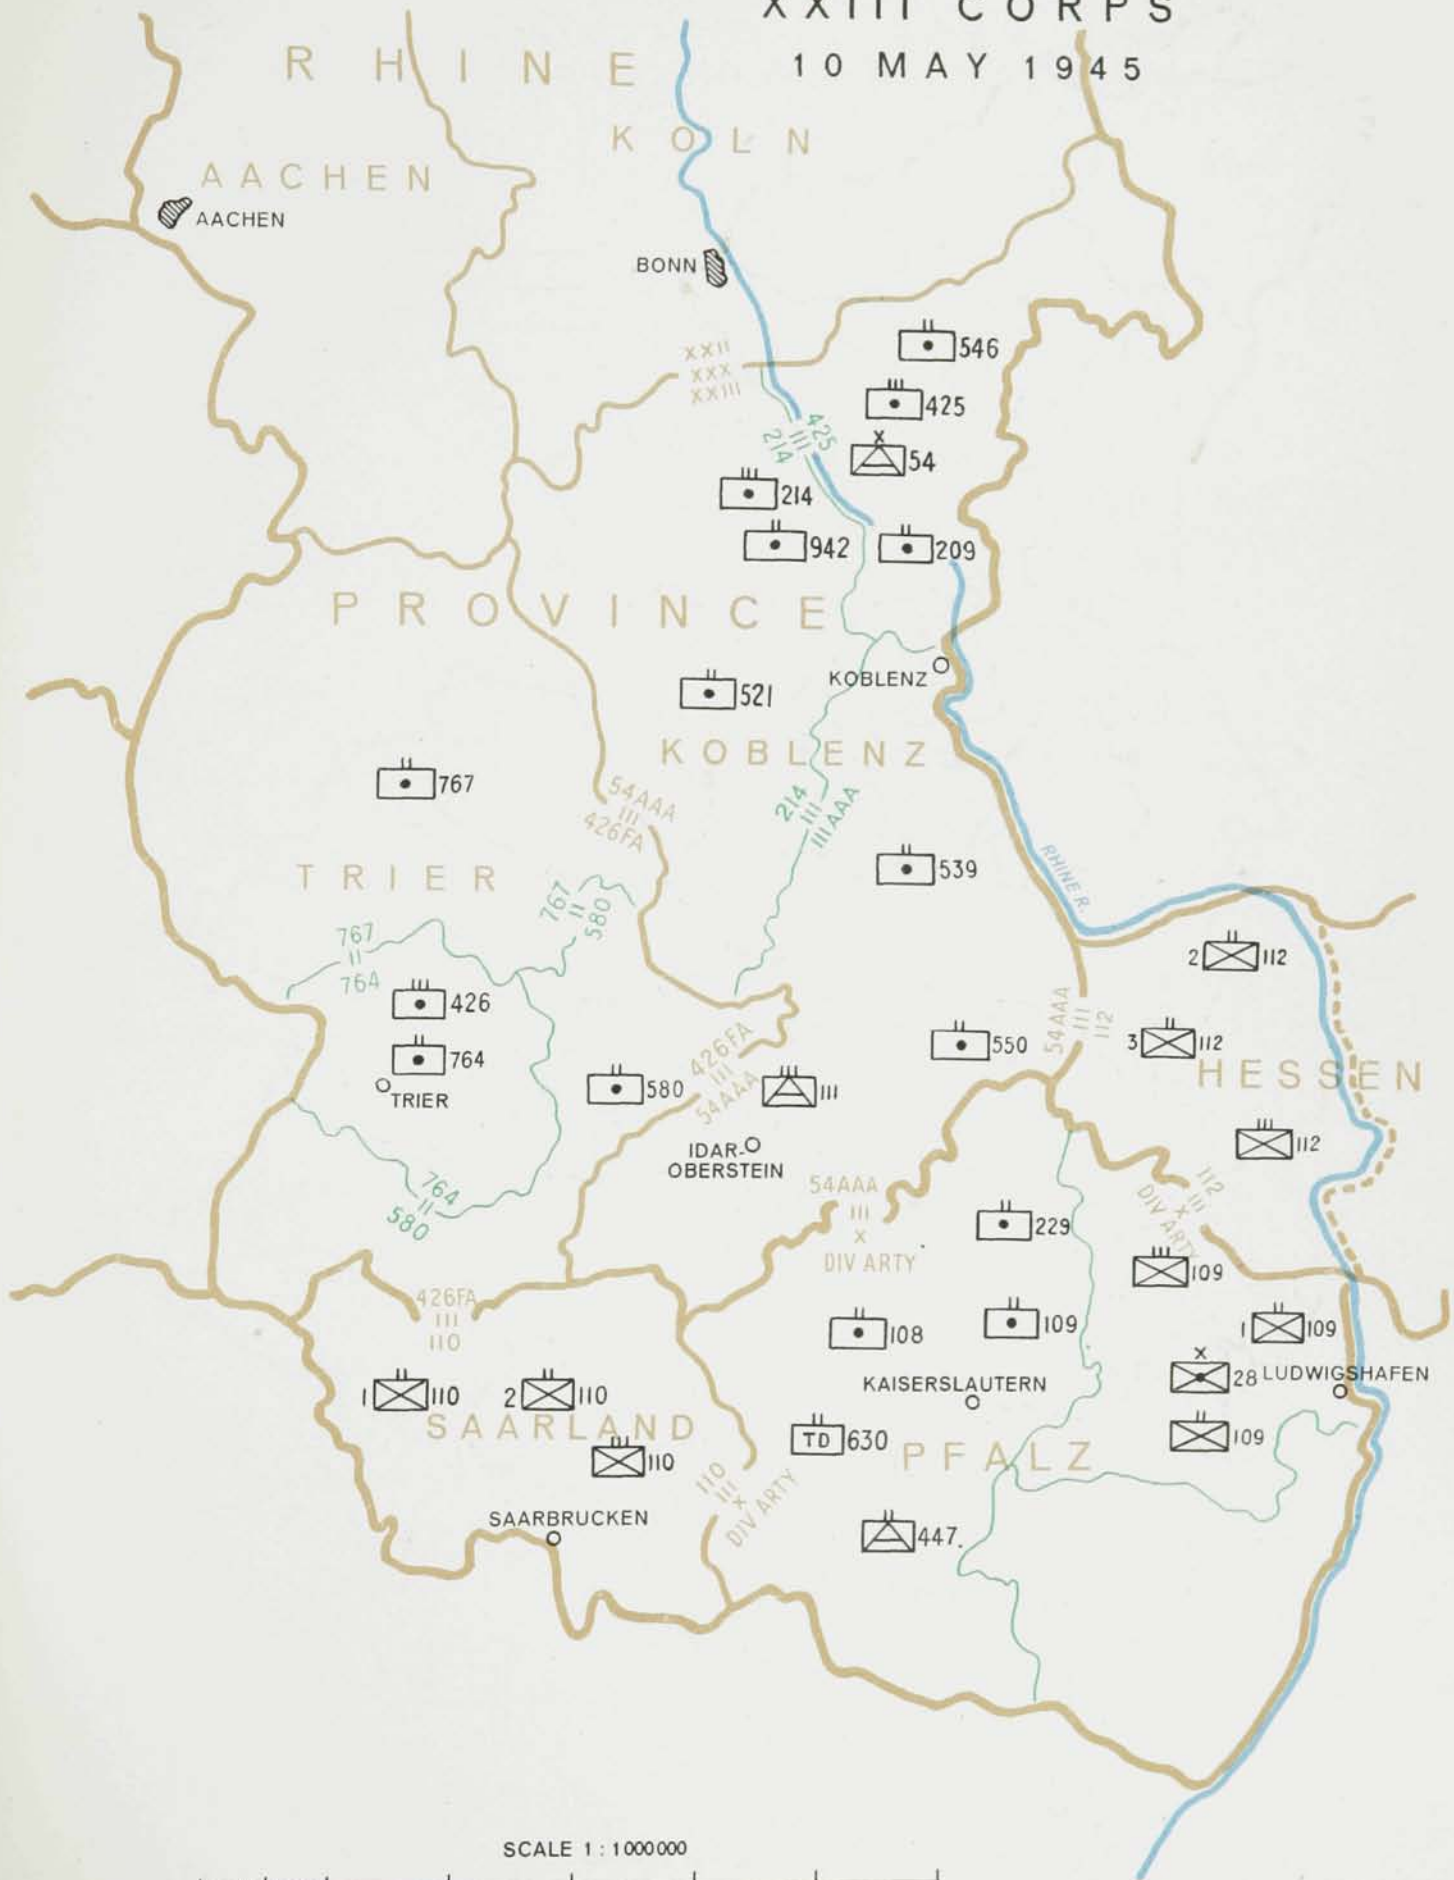 XXIII CORPS
10 MAY 1945
RHINE
KOLN
AACHEN
AACHEN
BONN
546
XXII
XXX
XXIII
425
425
III
214
54
214
942
209
PROVINCE
KOBLENZ
521
KOBLENZ
767
54AAA
III
426FA
214
III
111AAA
RHINE R.
539
TRIER
767
II
580
767
II
764
2 112
426
54AAA
III
112
3 112
550
426FA
III
54AAA
764
HESSEN
TRIER
580
111
112
IDAR-
OBERSTEIN
764
II
580
54AAA
III
X
DIV ARTY
112
III
X
DIV ARTY
229
109
426FA
III
110
108
109
1 109
28
LUDWIGSHAFEN
KAISERSLAUTERN
1 110
2 110
SAARLAND
TD 630
109
PFALZ
110
110
III
X
DIV ARTY
SAARBRUCKEN
447.
SCALE 1 : 1000000